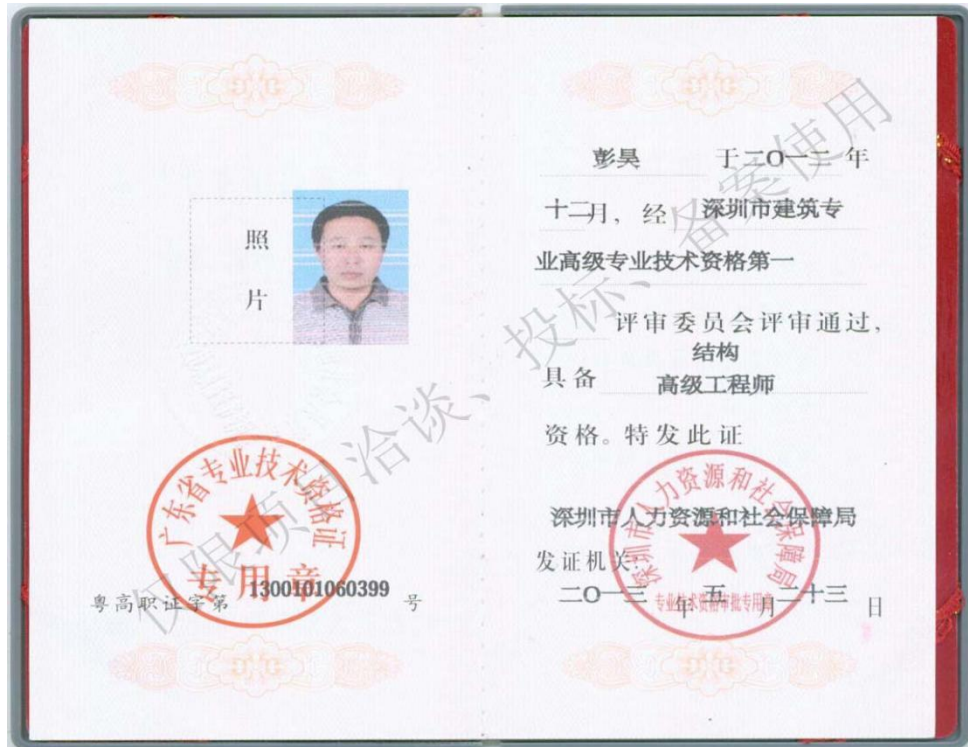 照
片
广东省专业技术资格证
专用章
粤高职证字第 1300101060399 号
彭昊 于二〇一二年
十二月，经 深圳市建筑专
业高级专业技术资格第一
评审委员会评审通过，
结构
具备 高级工程师
资格。特发此证
深圳市人力资源和社会保障局
深圳市人力资源和社会保障局
发证机关：
专业技术资格审批专用章
二〇一三年五月二十三日
仅限项目洽谈、投标、备案使用